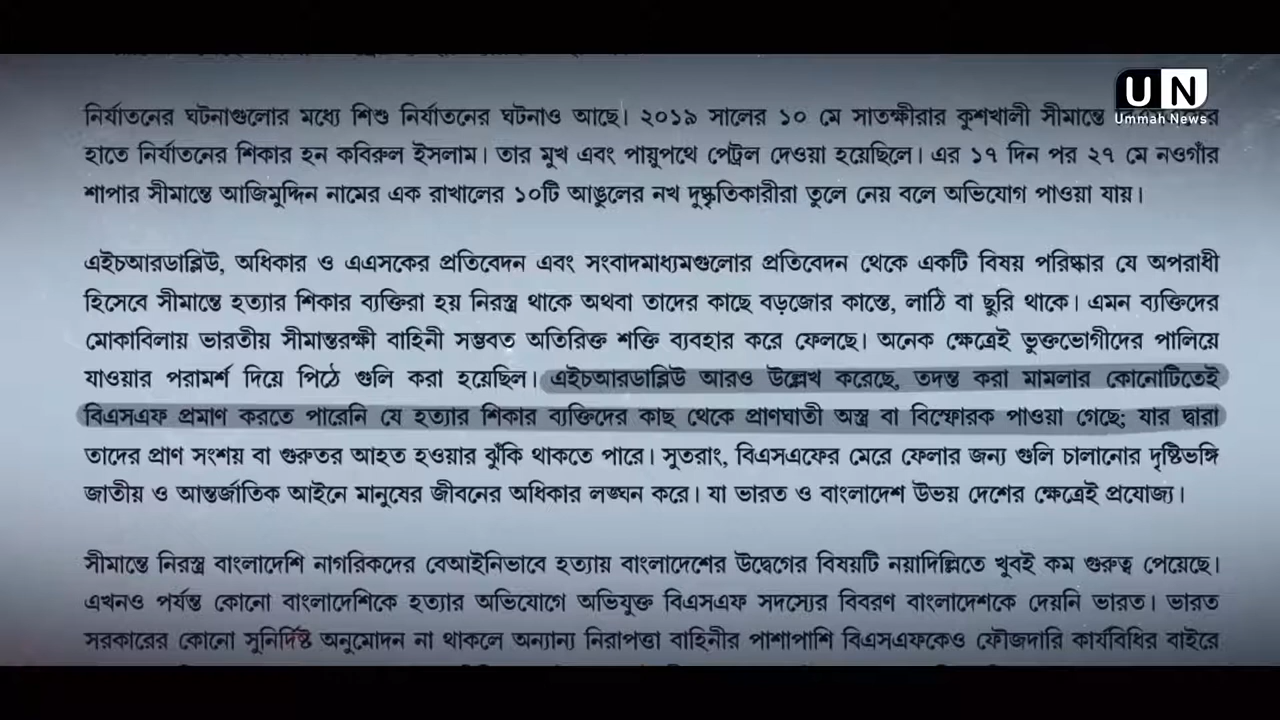 UN
Ummah News
নির্যাতনের ঘটনাগুলোর মধ্যে শিশু নির্যাতনের ঘটনাও আছে। ২০১৯ সালের ১০ মে সাতক্ষীরার কুশখালী সীমান্তে
হাতে নির্যাতনের শিকার হন কবিরুল ইসলাম। তার মুখ এবং পায়ুপথে পেট্রল দেওয়া হয়েছিলে। এর ১৭ দিন পর ২৭ মে নওগাঁর
শাপার সীমান্তে আজিমুদ্দিন নামের এক রাখালের ১০টি আঙুলের নখ দুষ্কৃতিকারীরা তুলে নেয় বলে অভিযোগ পাওয়া যায়।
এইচআরডাব্লিউ, অধিকার ও এএসকের প্রতিবেদন এবং সংবাদমাধ্যমগুলোর প্রতিবেদন থেকে একটি বিষয় পরিষ্কার যে অপরাধী
হিসেবে সীমান্তে হত্যার শিকার ব্যক্তিরা হয় নিরস্ত্র থাকে অথবা তাদের কাছে বড়জোর কাস্তে, লাঠি বা ছুরি থাকে। এমন ব্যক্তিদের
মোকাবিলায় ভারতীয় সীমান্তরক্ষী বাহিনী সম্ভবত অতিরিক্ত শক্তি ব্যবহার করে ফেলছে। অনেক ক্ষেত্রেই ভুক্তভোগীদের পালিয়ে
যাওয়ার পরামর্শ দিয়ে পিঠে গুলি করা হয়েছিল। এইচআরডাব্লিউ আরও উল্লেখ করেছে, তদন্ত করা মামলার কোনোটিতেই
বিএসএফ প্রমাণ করতে পারেনি যে হত্যার শিকার ব্যক্তিদের কাছ থেকে প্রাণঘাতী অস্ত্র বা বিস্ফোরক পাওয়া গেছে; যার দ্বারা
তাদের প্রাণ সংশয় বা গুরুতর আহত হওয়ার ঝুঁকি থাকতে পারে। সুতরাং, বিএসএফের মেরে ফেলার জন্য গুলি চালানোর দৃষ্টিভঙ্গি
জাতীয় ও আন্তর্জাতিক আইনে মানুষের জীবনের অধিকার লঙ্ঘন করে। যা ভারত ও বাংলাদেশ উভয় দেশের ক্ষেত্রেই প্রযোজ্য।
সীমান্তে নিরস্ত্র বাংলাদেশি নাগরিকদের বেআইনিভাবে হত্যায় বাংলাদেশের উদ্বেগের বিষয়টি নয়াদিল্লিতে খুবই কম গুরুত্ব পেয়েছে।
এখনও পর্যন্ত কোনো বাংলাদেশিকে হত্যার অভিযোগে অভিযুক্ত বিএসএফ সদস্যের বিবরণ বাংলাদেশকে দেয়নি ভারত। ভারত
সরকারের কোনো সুনির্দিষ্ট অনুমোদন না থাকলে অন্যান্য নিরাপত্তা বাহিনীর পাশাপাশি বিএসএফকেও ফৌজদারি কার্যবিধির বাইরে